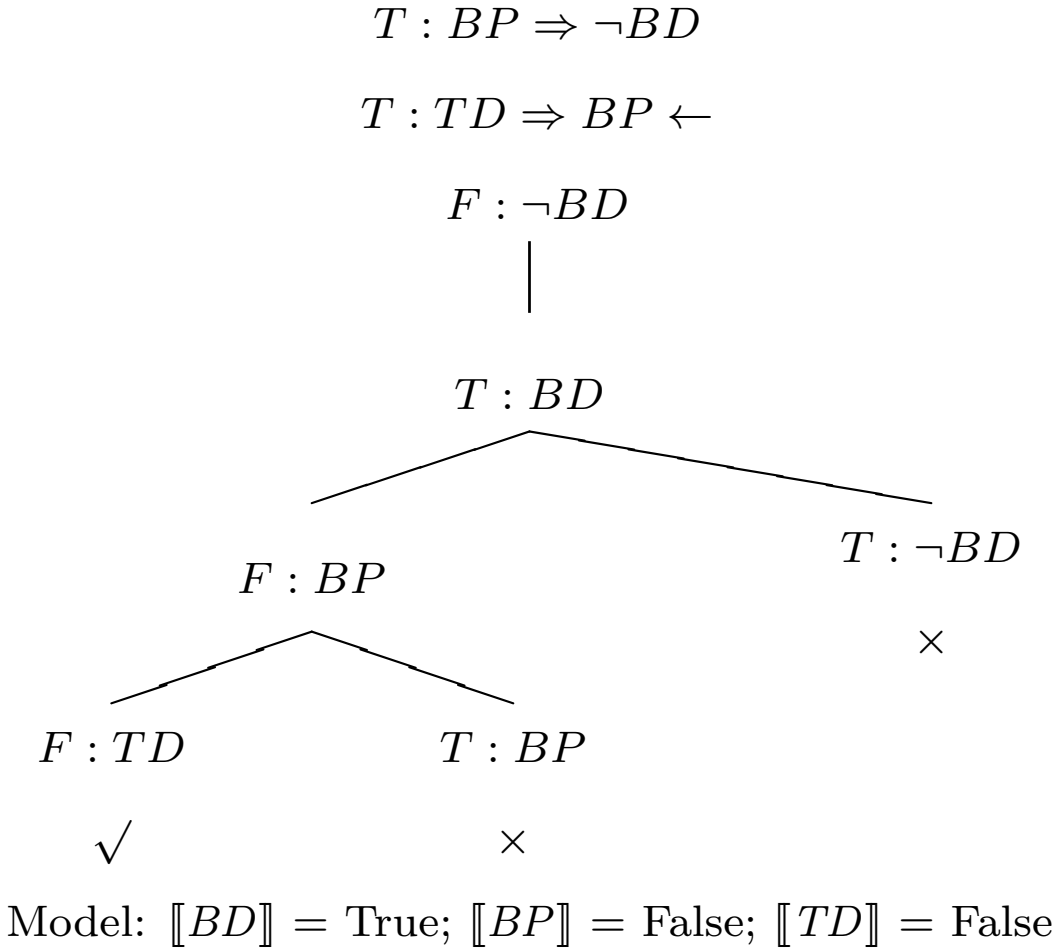 T : BP ⇒ ¬BD
T : TD ⇒ BP ←
F : ¬BD
T : BD
F : BP
T : ¬BD
×
F : TD
T : BP
√
×
Model: ⟦BD⟧ = True; ⟦BP⟧ = False; ⟦TD⟧ = False